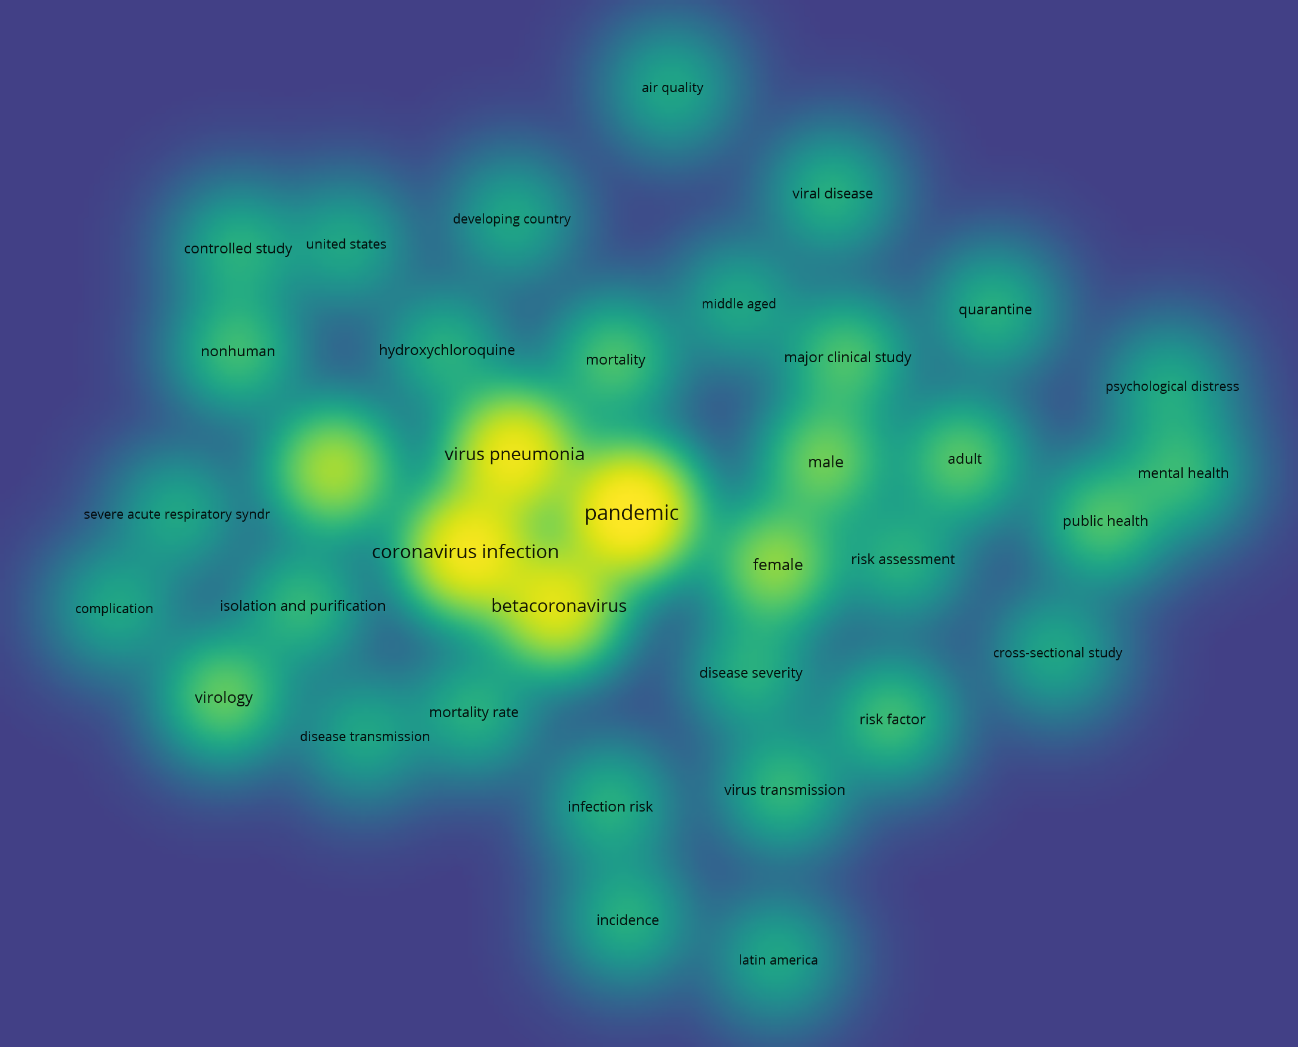 air quality
viral disease
developing country
controlled study
united states
middle aged
quarantine
nonhuman
hydroxychloroquine
mortality
major clinical study
psychological distress
virus pneumonia
male
adult
mental health
severe acute respiratory syndr
pandemic
public health
coronavirus infection
female
risk assessment
complication
isolation and purification
betacoronavirus
cross-sectional study
disease severity
virology
mortality rate
risk factor
disease transmission
virus transmission
infection risk
incidence
latin america